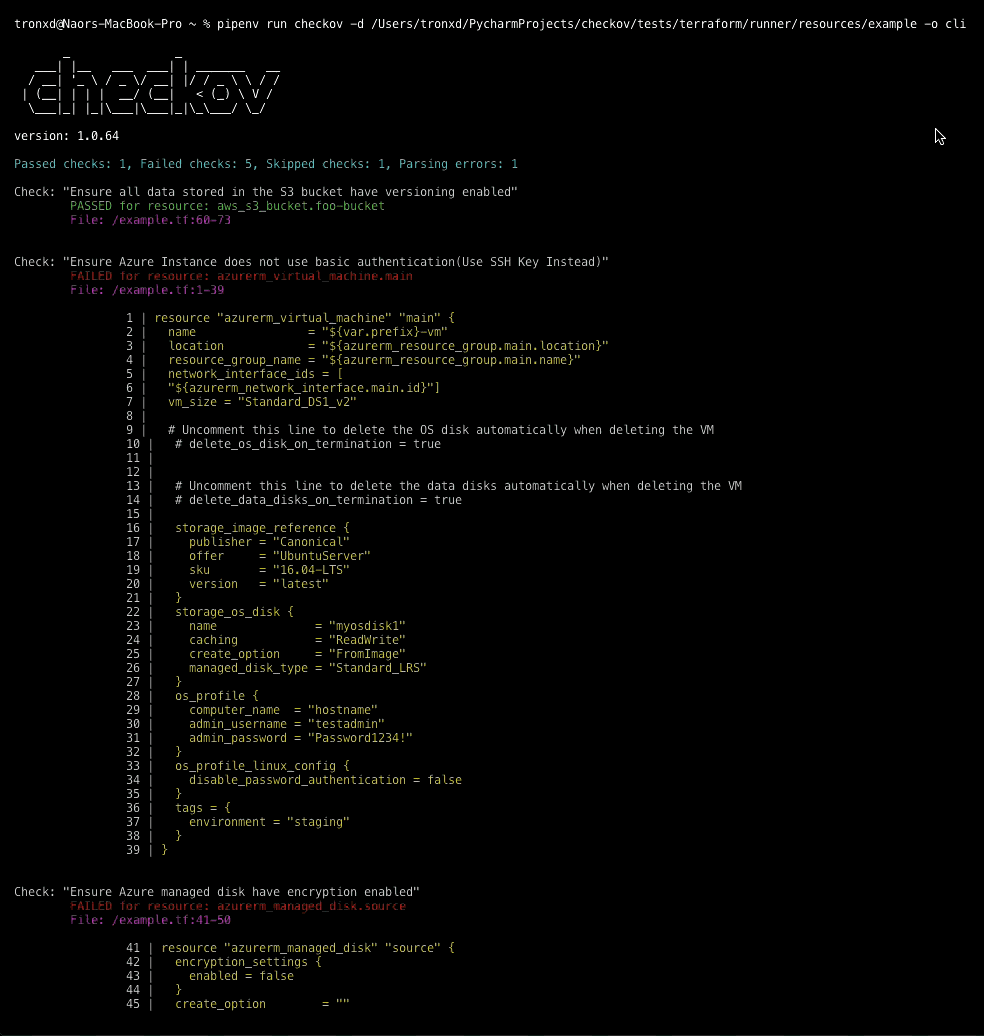 tronxd@Naors-MacBook-Pro ~ % pipenv run checkov -d /Users/tronxd/PycharmProjects/checkov/tests/terraform/runner/resources/example -o cli
checkov
version: 1.0.64
Passed checks: 1, Failed checks: 5, Skipped checks: 1, Parsing errors: 1
Check: "Ensure all data stored in the S3 bucket have versioning enabled"
PASSED for resource: aws_s3_bucket.foo-bucket
File: /example.tf:60-73
Check: "Ensure Azure Instance does not use basic authentication(Use SSH Key Instead)"
FAILED for resource: azurerm_virtual_machine.main
File: /example.tf:1-39
1 | resource "azurerm_virtual_machine" "main" {
2 |   name                = "${var.prefix}-vm"
3 |   location            = "${azurerm_resource_group.main.location}"
4 |   resource_group_name = "${azurerm_resource_group.main.name}"
5 |   network_interface_ids = [
6 |   "${azurerm_network_interface.main.id}"]
7 |   vm_size = "Standard_DS1_v2"
8 |
9 |   # Uncomment this line to delete the OS disk automatically when deleting the VM
10 |   # delete_os_disk_on_termination = true
11 |
12 |
13 |   # Uncomment this line to delete the data disks automatically when deleting the VM
14 |   # delete_data_disks_on_termination = true
15 |
16 |   storage_image_reference {
17 |     publisher = "Canonical"
18 |     offer     = "UbuntuServer"
19 |     sku       = "16.04-LTS"
20 |     version   = "latest"
21 |   }
22 |   storage_os_disk {
23 |     name              = "myosdisk1"
24 |     caching           = "ReadWrite"
25 |     create_option     = "FromImage"
26 |     managed_disk_type = "Standard_LRS"
27 |   }
28 |   os_profile {
29 |     computer_name  = "hostname"
30 |     admin_username = "testadmin"
31 |     admin_password = "Password1234!"
32 |   }
33 |   os_profile_linux_config {
34 |     disable_password_authentication = false
35 |   }
36 |   tags = {
37 |     environment = "staging"
38 |   }
39 | }
Check: "Ensure Azure managed disk have encryption enabled"
FAILED for resource: azurerm_managed_disk.source
File: /example.tf:41-50
41 | resource "azurerm_managed_disk" "source" {
42 |   encryption_settings {
43 |     enabled = false
44 |   }
45 |   create_option        = ""